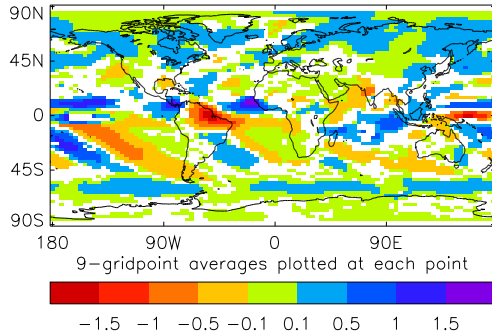 90N
45N
0
45S
90S
180 90W 0 90E
9-gridpoint averages plotted at each point
-1.5 -1 -0.5 -0.1 0.1 0.5 1 1.5